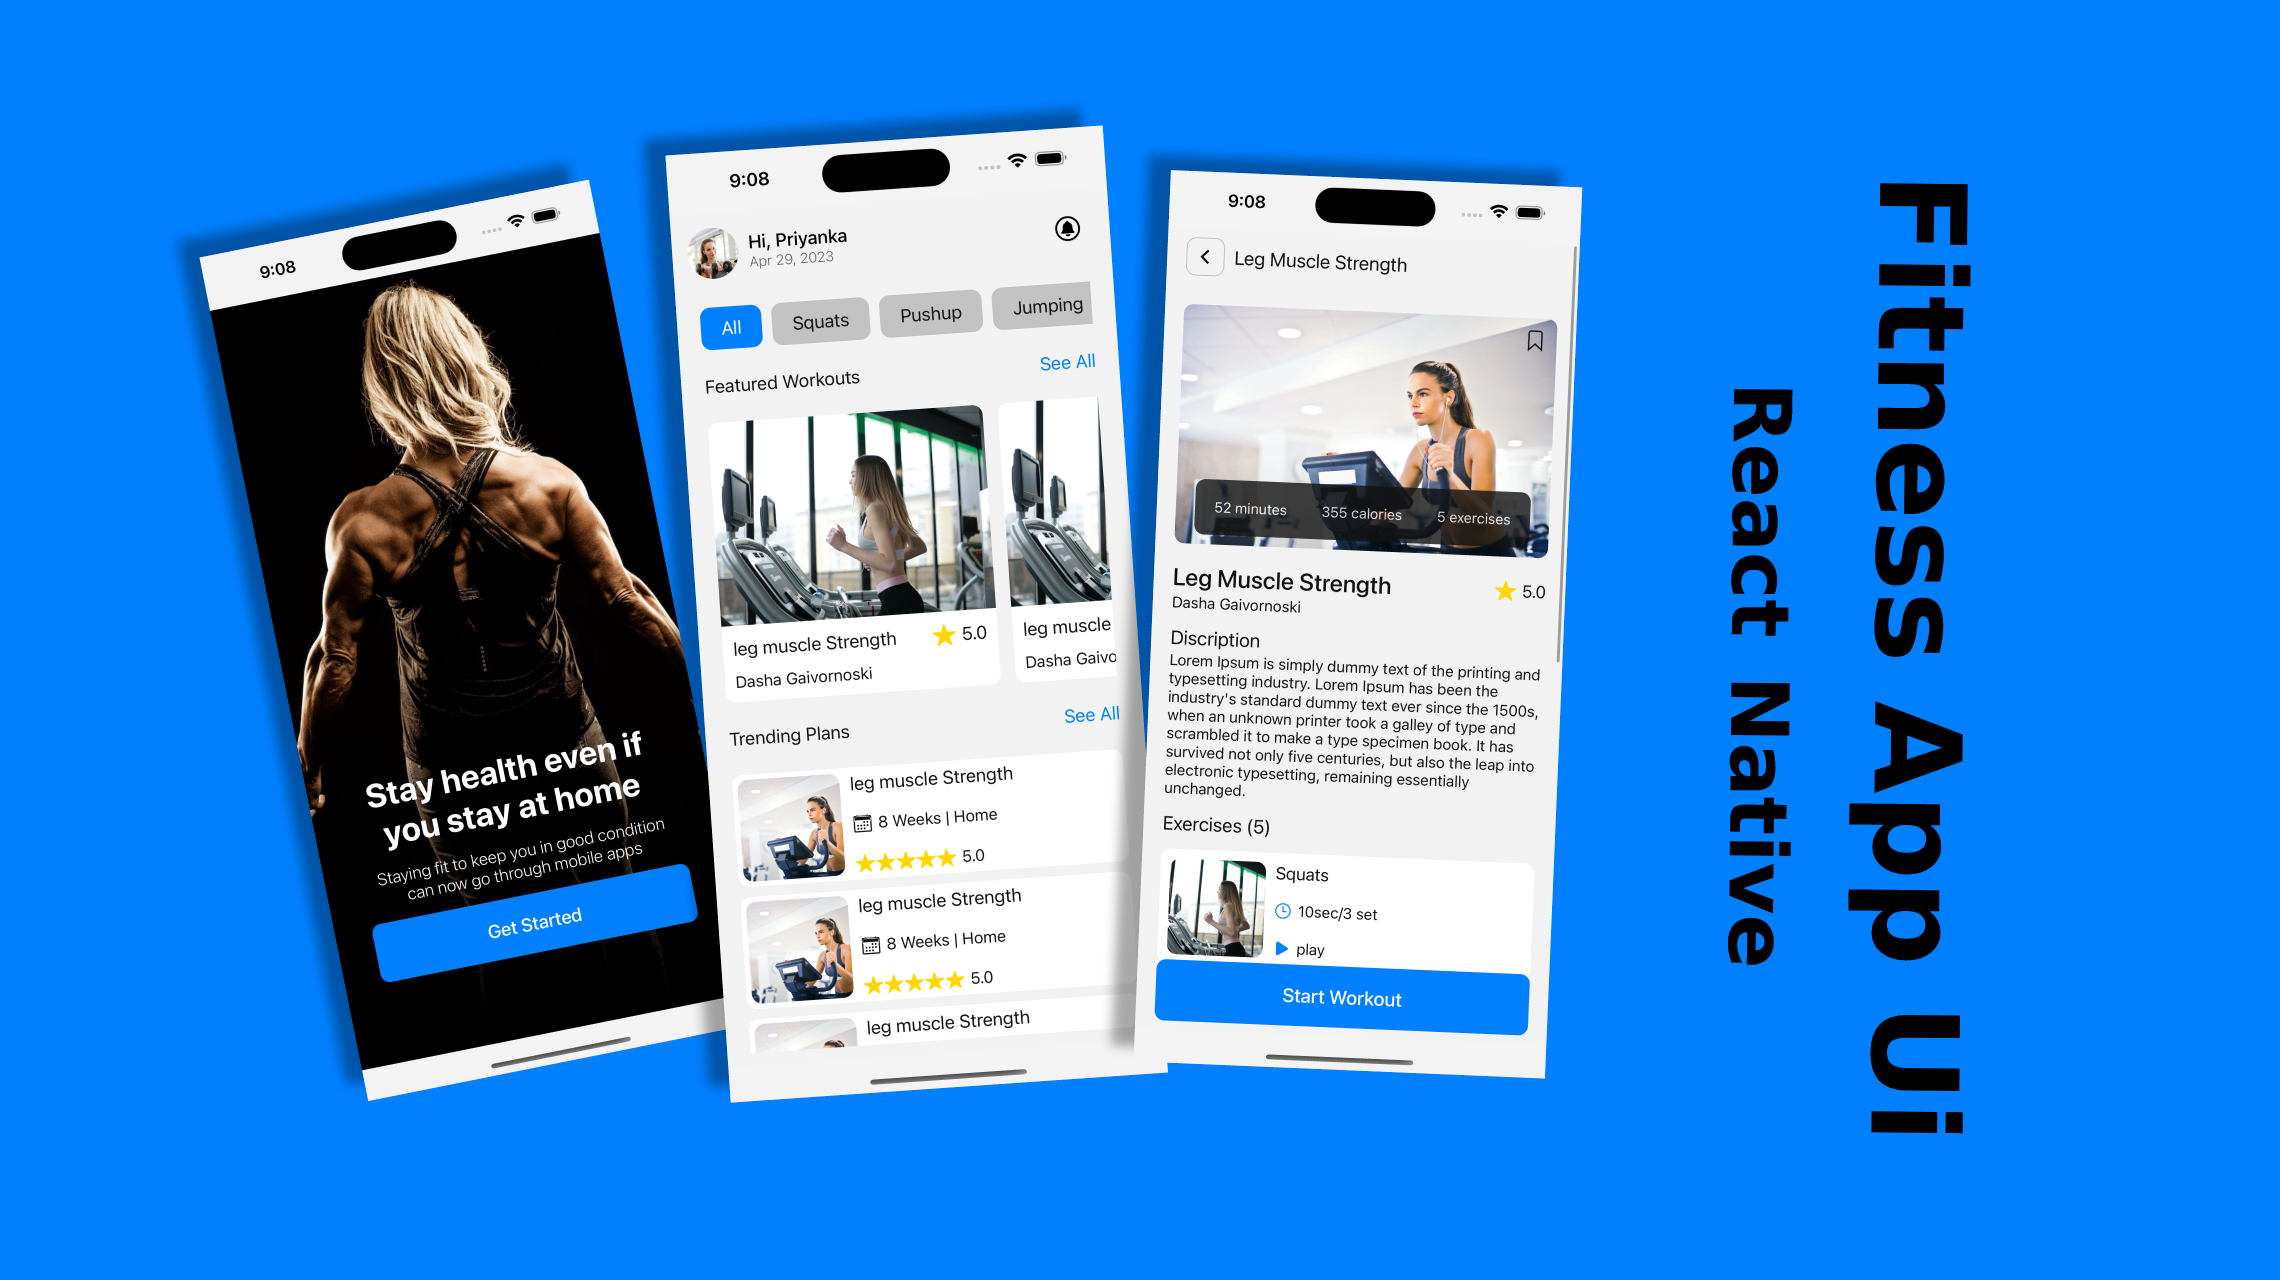 9:08
Stay health even if
you stay at home
Staying fit to keep you in good condition
can now go through mobile apps
Get Started
9:08
Hi, Priyanka
Apr 29, 2023
All
Squats
Pushup
Jumping
Featured Workouts
See All
leg muscle Strength
5.0
Dasha Gaivornoski
leg muscle
Dasha Gaivo
Trending Plans
See All
leg muscle Strength
8 Weeks | Home
5.0
leg muscle Strength
8 Weeks | Home
5.0
leg muscle Strength
9:08
Leg Muscle Strength
52 minutes
355 calories
5 exercises
Leg Muscle Strength
5.0
Dasha Gaivornoski
Discription
Lorem Ipsum is simply dummy text of the printing and
typesetting industry. Lorem Ipsum has been the
industry's standard dummy text ever since the 1500s,
when an unknown printer took a galley of type and
scrambled it to make a type specimen book. It has
survived not only five centuries, but also the leap into
electronic typesetting, remaining essentially
unchanged.
Exercises (5)
Squats
10sec/3 set
play
Start Workout
Fitness App Ui
React Native